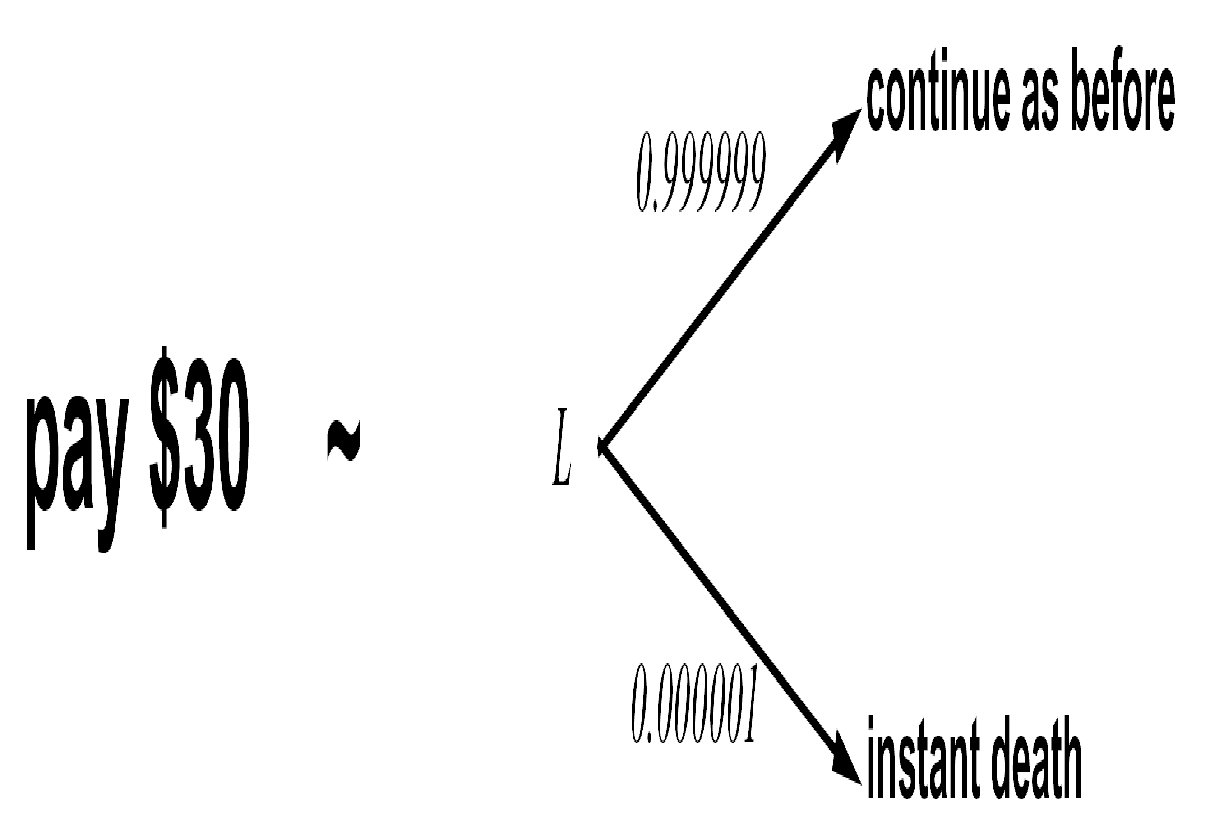 continue as before
0.999999
pay $30 ~ L
0.000001
instant death